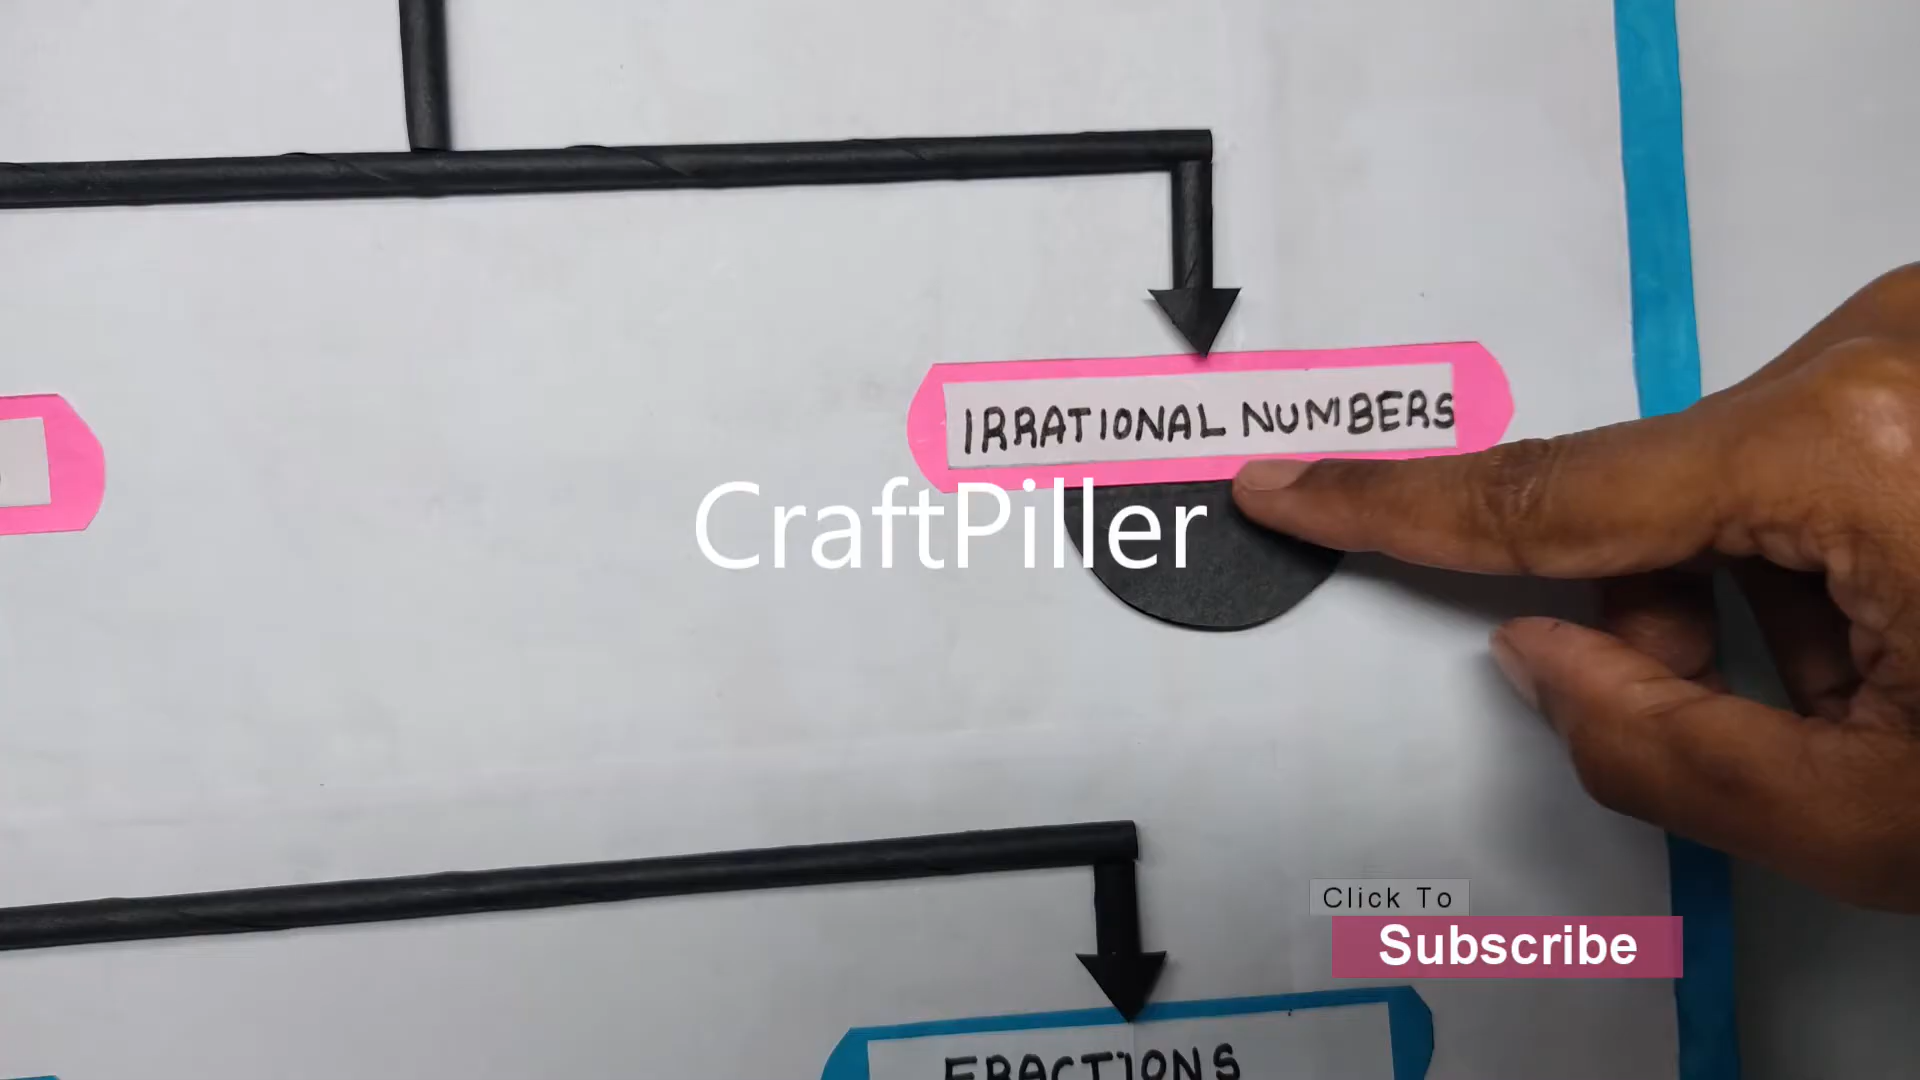 IRRATIONAL NUMBERS
CraftPiller
Click To
Subscribe
FRACTIONS